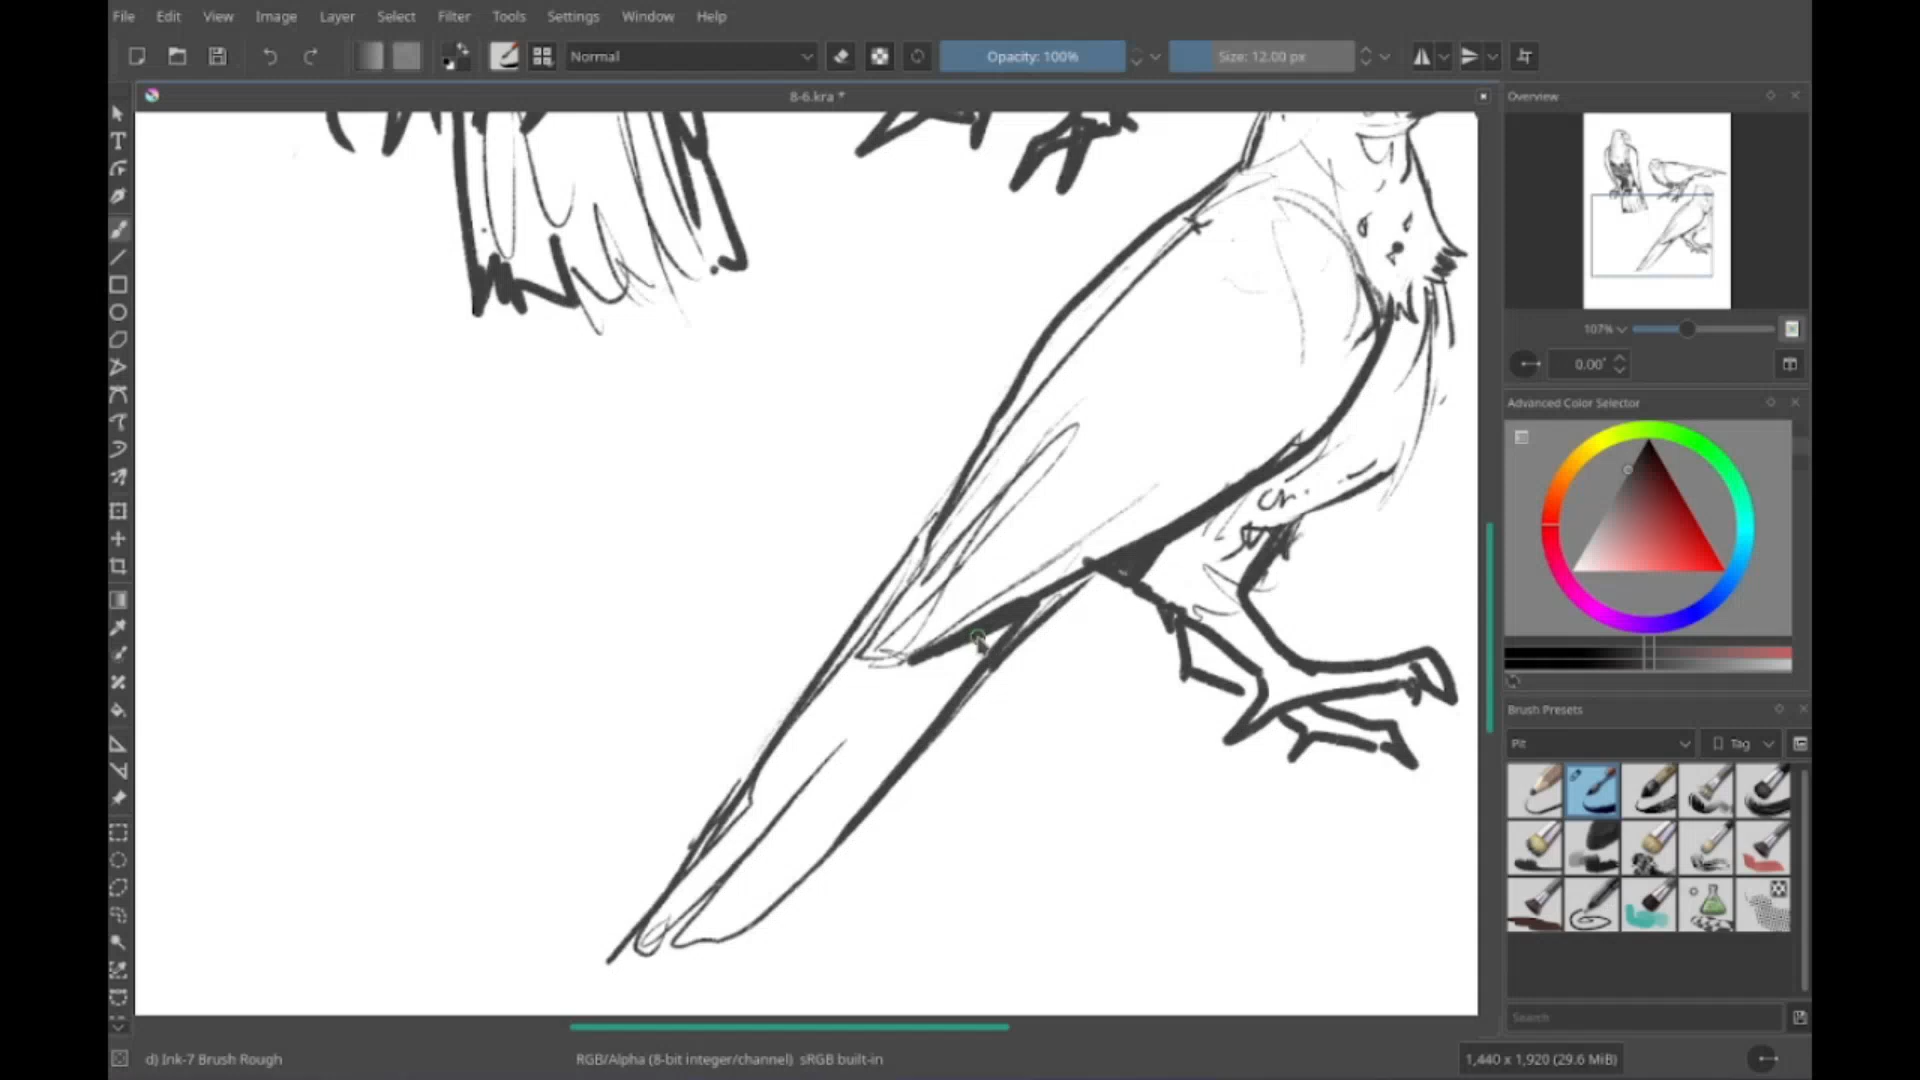 File Edit View Image Layer Select Filter Tools Settings Window Help
Normal Opacity: 100% Size: 12.00 px
8-6.kra *
Overview
107%
0.00°
Advanced Color Selector
Brush Presets
Pit Tag
Search
d) Ink-7 Brush Rough RGB/Alpha (8-bit integer/channel) sRGB built-in 1,440 x 1,920 (29.6 MiB)